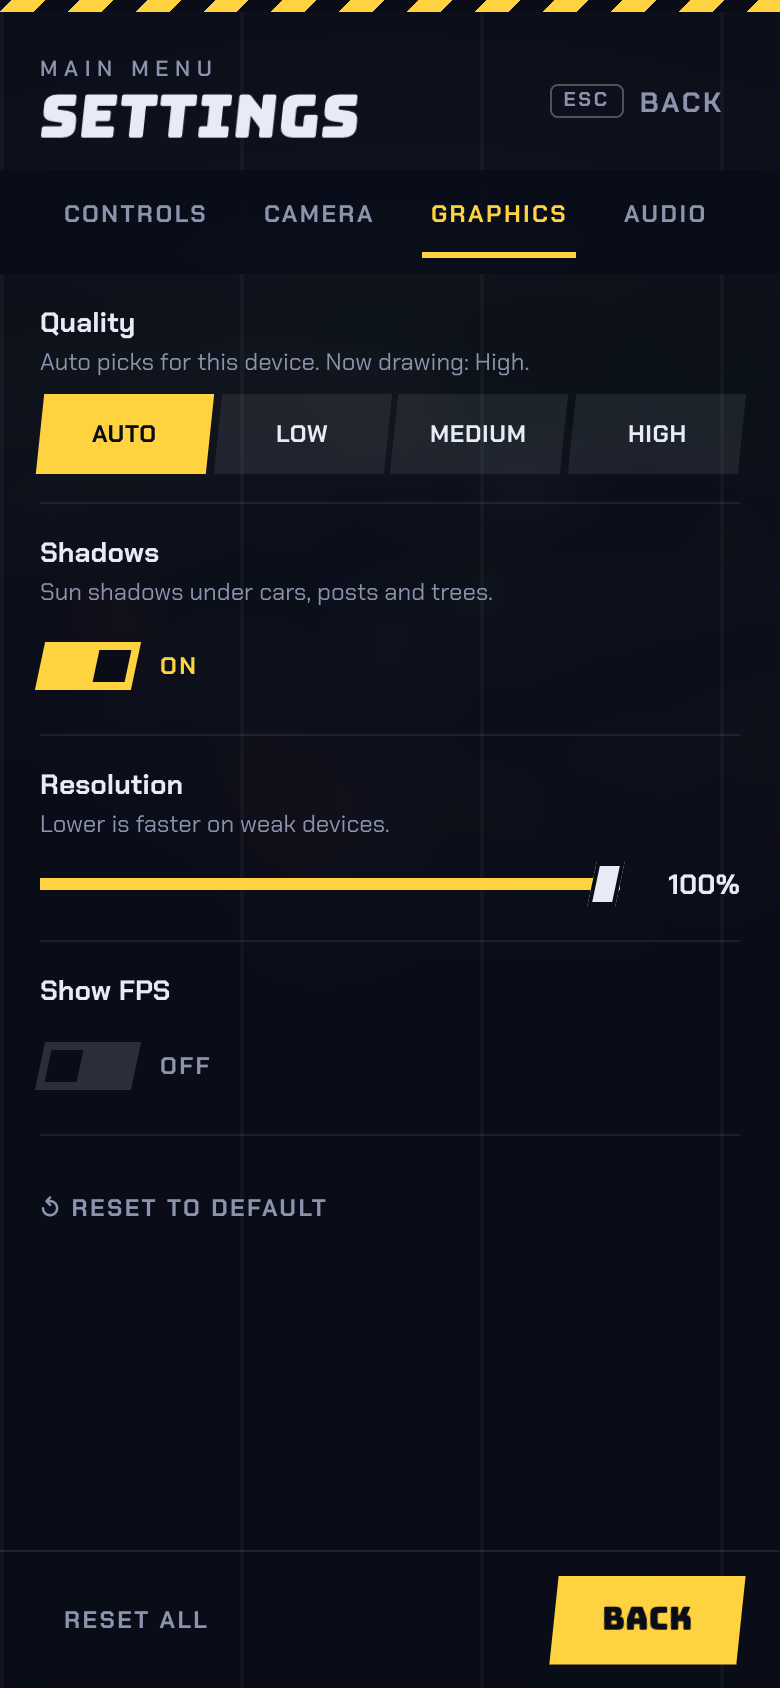 MAIN MENU
SETTINGS
ESC BACK
CONTROLS CAMERA GRAPHICS AUDIO
Quality
Auto picks for this device. Now drawing: High.
AUTO LOW MEDIUM HIGH
Shadows
Sun shadows under cars, posts and trees.
ON
Resolution
Lower is faster on weak devices.
100%
Show FPS
OFF
RESET TO DEFAULT
RESET ALL BACK